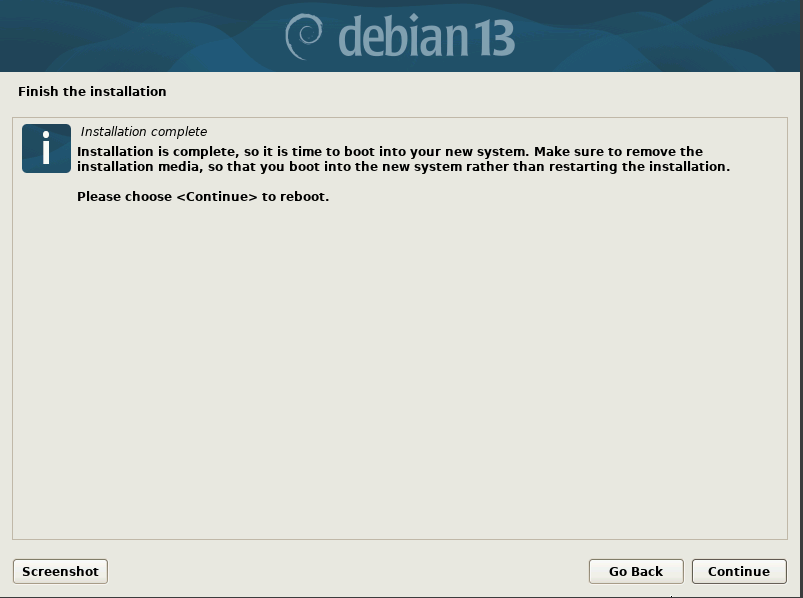 debian 13
Finish the installation
Installation complete
Installation is complete, so it is time to boot into your new system. Make sure to remove the
installation media, so that you boot into the new system rather than restarting the installation.
Please choose <Continue> to reboot.
Screenshot
Go Back
Continue